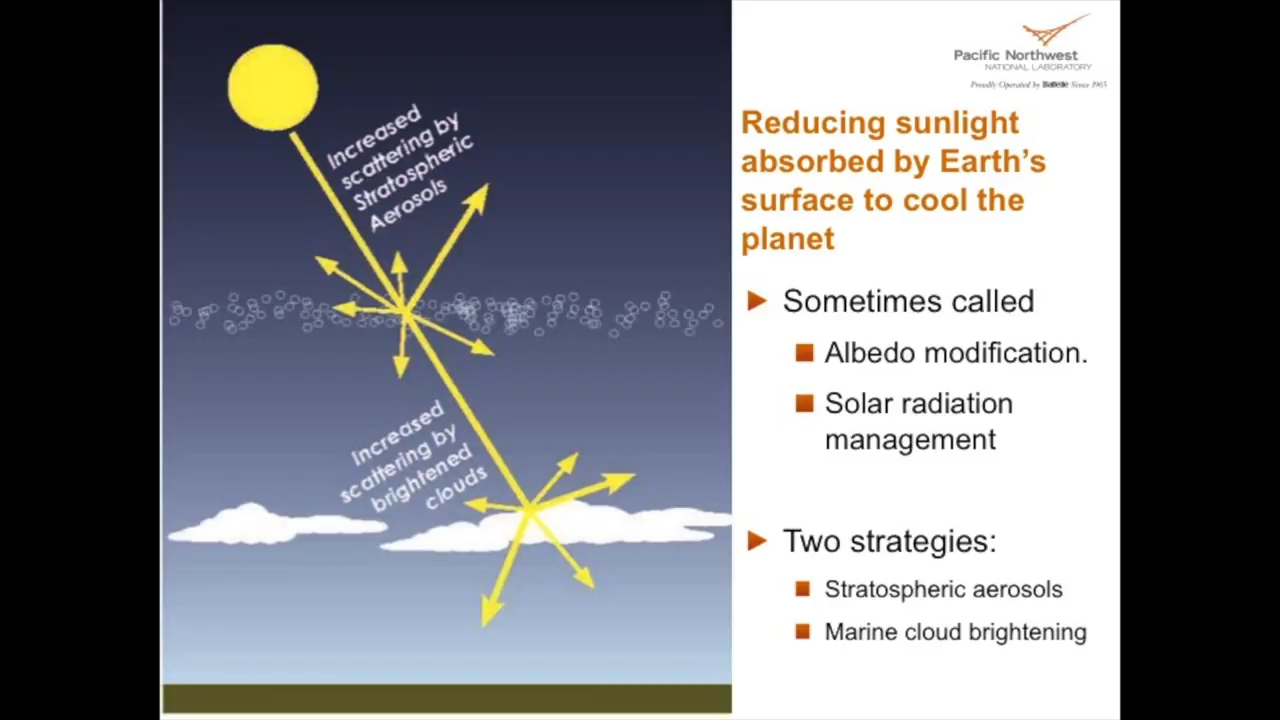 Increased
scattering by
Stratospheric
Aerosols
Increased
scattering by
brightened
clouds
Pacific Northwest
NATIONAL LABORATORY
Proudly Operated by Battelle Since 1965
Reducing sunlight
absorbed by Earth’s
surface to cool the
planet
Sometimes called
Albedo modification.
Solar radiation
management
Two strategies:
Stratospheric aerosols
Marine cloud brightening